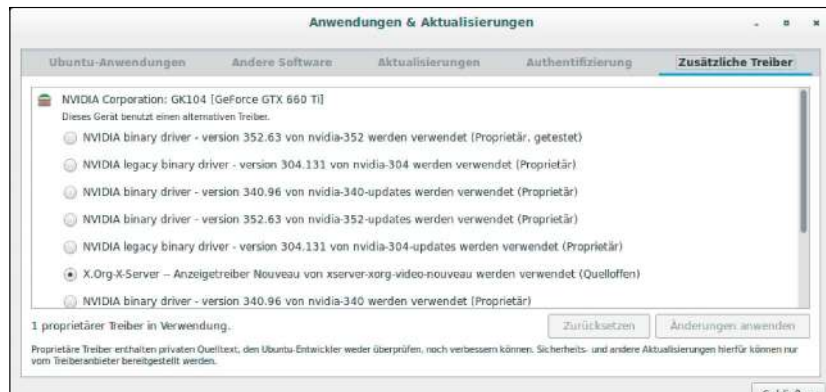 Anwendungen & Aktualisierungen
Ubuntu-Anwendungen Andere Software Aktualisierungen Authentifizierung Zusätzliche Treiber
NVIDIA Corporation: GK104 [GeForce GTX 660 Ti]
Dieses Gerät benutzt einen alternativen Treiber.
NVIDIA binary driver - version 352.63 von nvidia-352 werden verwendet (Proprietär, getestet)
NVIDIA legacy binary driver - version 304.131 von nvidia-304 werden verwendet (Proprietär)
NVIDIA binary driver - version 340.96 von nvidia-340-updates werden verwendet (Proprietär)
NVIDIA binary driver - version 352.63 von nvidia-352-updates werden verwendet (Proprietär)
NVIDIA legacy binary driver - version 304.131 von nvidia-304-updates werden verwendet (Proprietär)
X.Org-X-Server -- Anzeigetreiber Nouveau von xserver-xorg-video-nouveau werden verwendet (Quelloffen)
NVIDIA binary driver - version 340.96 von nvidia-340 werden verwendet (Proprietär)
1 proprietärer Treiber in Verwendung.
Zurücksetzen Änderungen anwenden
Proprietäre Treiber enthalten privaten Quelltext, den Ubuntu-Entwickler weder überprüfen, noch verbessern können. Sicherheits- und andere Aktualisierungen hierfür können nur
vom Treiberanbieter bereitgestellt werden.